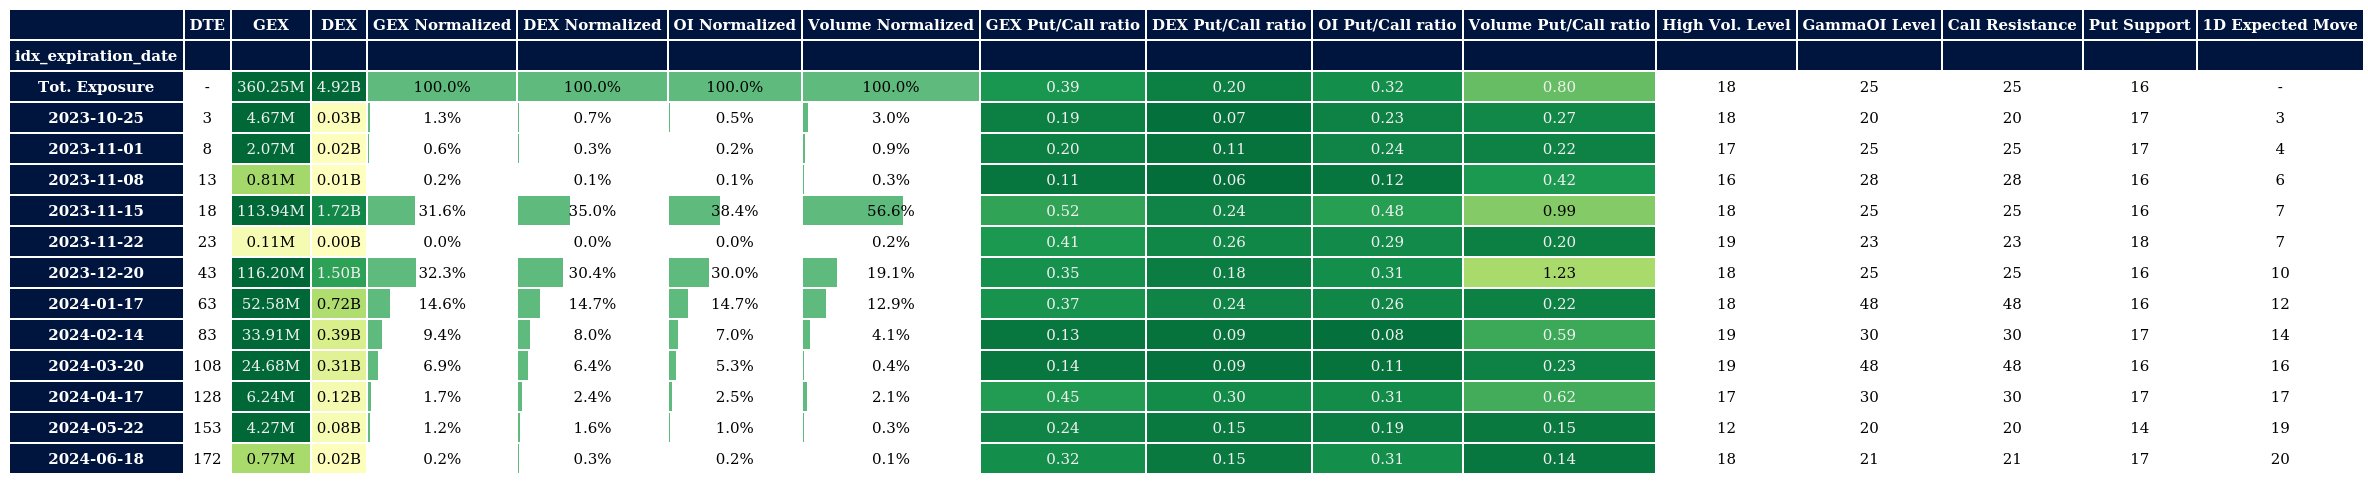 DTE GEX DEX GEX Normalized DEX Normalized OI Normalized Volume Normalized GEX Put/Call ratio DEX Put/Call ratio OI Put/Call ratio Volume Put/Call ratio High Vol. Level GammaOI Level Call Resistance Put Support 1D Expected Move
idx_expiration_date
Tot. Exposure - 360.25M 4.92B 100.0% 100.0% 100.0% 100.0% 0.39 0.20 0.32 0.80 18 25 25 16 -
2023-10-25 3 4.67M 0.03B 1.3% 0.7% 0.5% 3.0% 0.19 0.07 0.23 0.27 18 20 20 17 3
2023-11-01 8 2.07M 0.02B 0.6% 0.3% 0.2% 0.9% 0.20 0.11 0.24 0.22 17 25 25 17 4
2023-11-08 13 0.81M 0.01B 0.2% 0.1% 0.1% 0.3% 0.11 0.06 0.12 0.42 16 28 28 16 6
2023-11-15 18 113.94M 1.72B 31.6% 35.0% 38.4% 56.6% 0.52 0.24 0.48 0.99 18 25 25 16 7
2023-11-22 23 0.11M 0.00B 0.0% 0.0% 0.0% 0.2% 0.41 0.26 0.29 0.20 19 23 23 18 7
2023-12-20 43 116.20M 1.50B 32.3% 30.4% 30.0% 19.1% 0.35 0.18 0.31 1.23 18 25 25 16 10
2024-01-17 63 52.58M 0.72B 14.6% 14.7% 14.7% 12.9% 0.37 0.24 0.26 0.22 18 48 48 16 12
2024-02-14 83 33.91M 0.39B 9.4% 8.0% 7.0% 4.1% 0.13 0.09 0.08 0.59 19 30 30 17 14
2024-03-20 108 24.68M 0.31B 6.9% 6.4% 5.3% 0.4% 0.14 0.09 0.11 0.23 19 48 48 16 16
2024-04-17 128 6.24M 0.12B 1.7% 2.4% 2.5% 2.1% 0.45 0.30 0.31 0.62 17 30 30 17 17
2024-05-22 153 4.27M 0.08B 1.2% 1.6% 1.0% 0.3% 0.24 0.15 0.19 0.15 12 20 20 14 19
2024-06-18 172 0.77M 0.02B 0.2% 0.3% 0.2% 0.1% 0.32 0.15 0.31 0.14 18 21 21 17 20